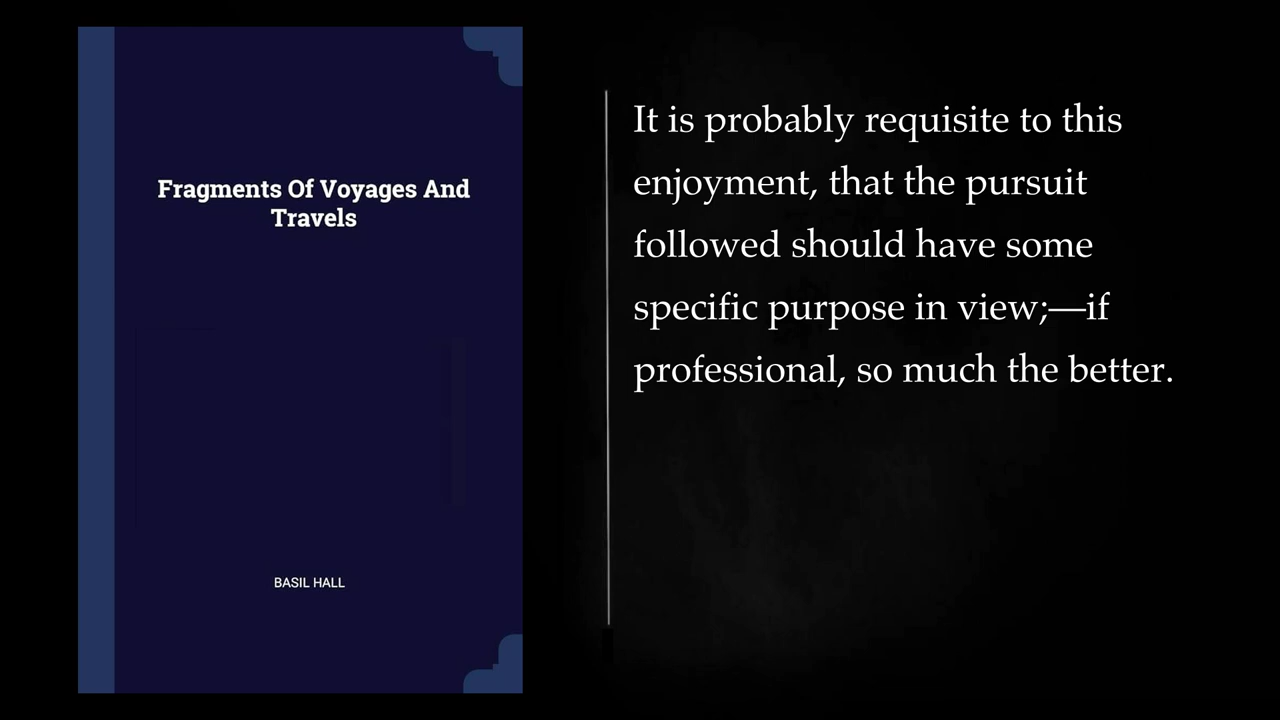 Fragments Of Voyages And
Travels
BASIL HALL
It is probably requisite to this
enjoyment, that the pursuit
followed should have some
specific purpose in view;—if
professional, so much the better.